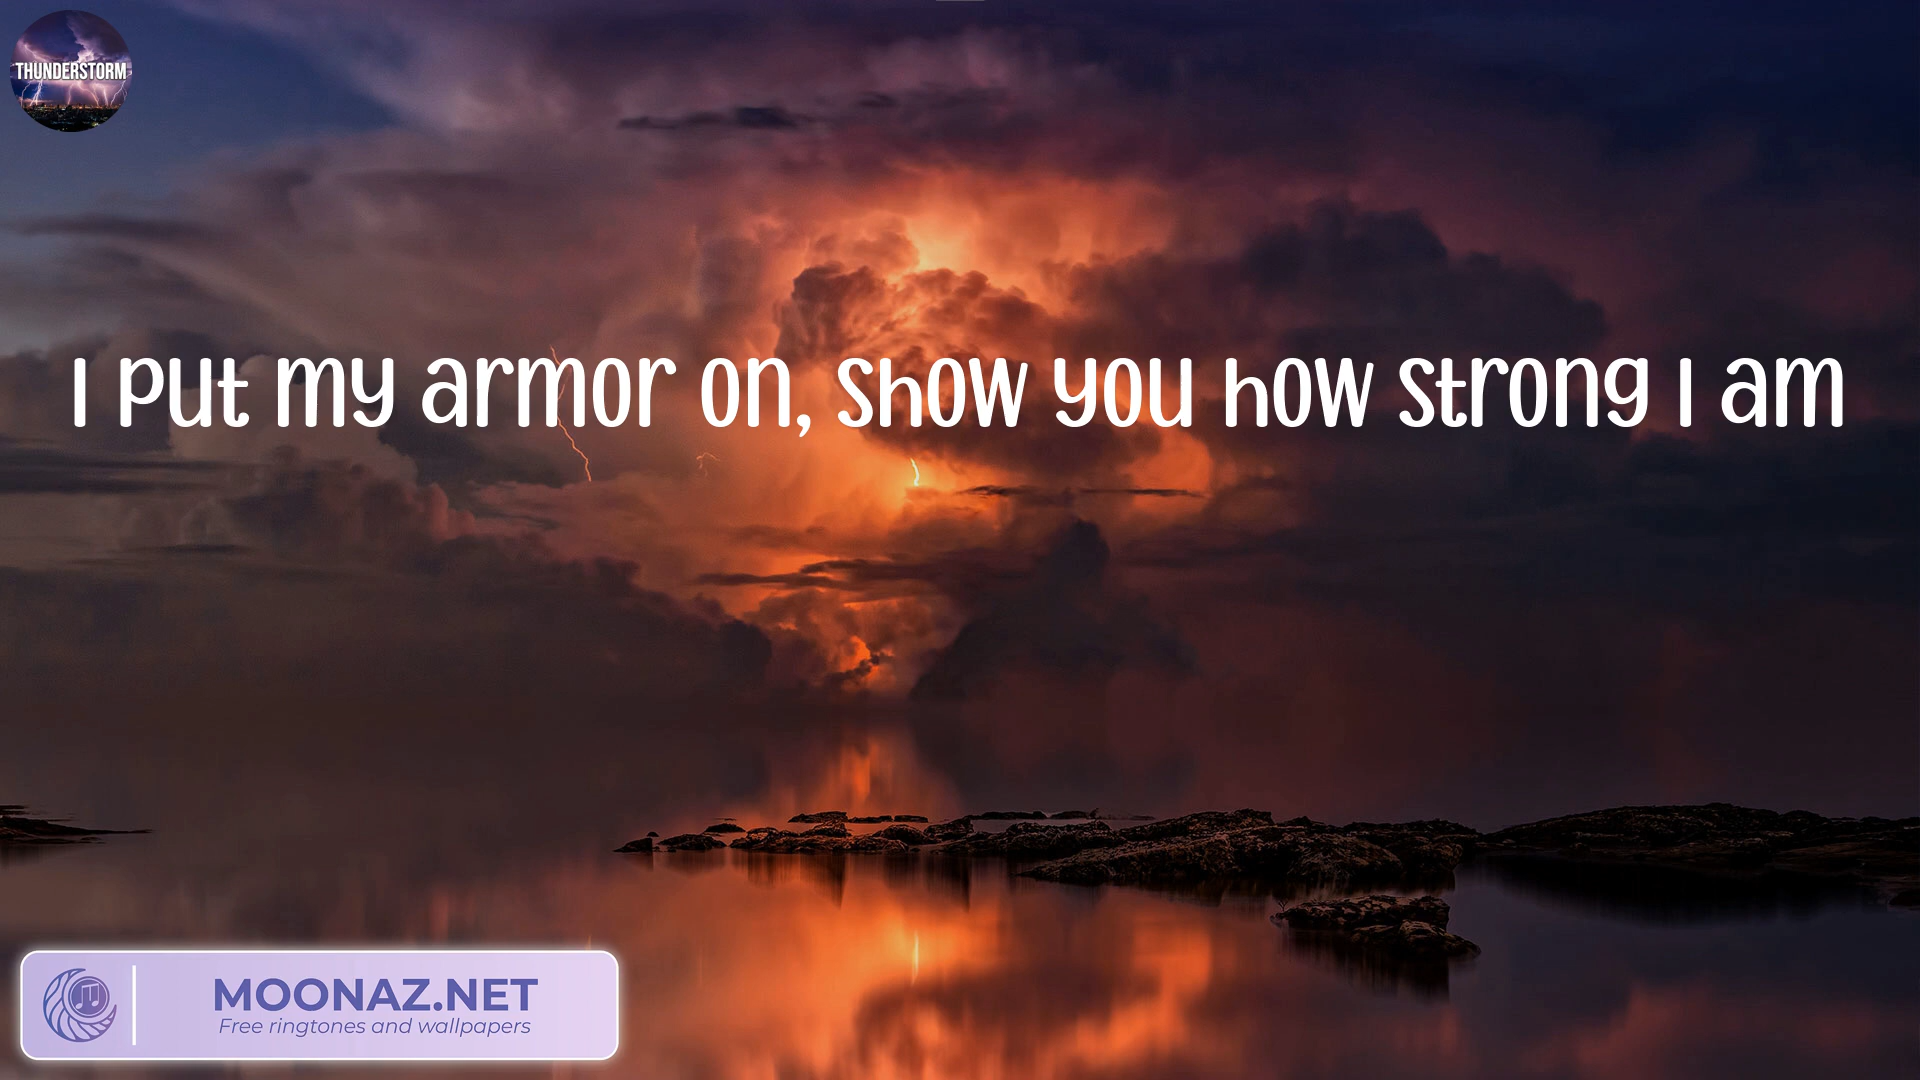 THUNDERSTORM
I put my armor on, show you how strong I am
MOONAZ.NET
Free ringtones and wallpapers